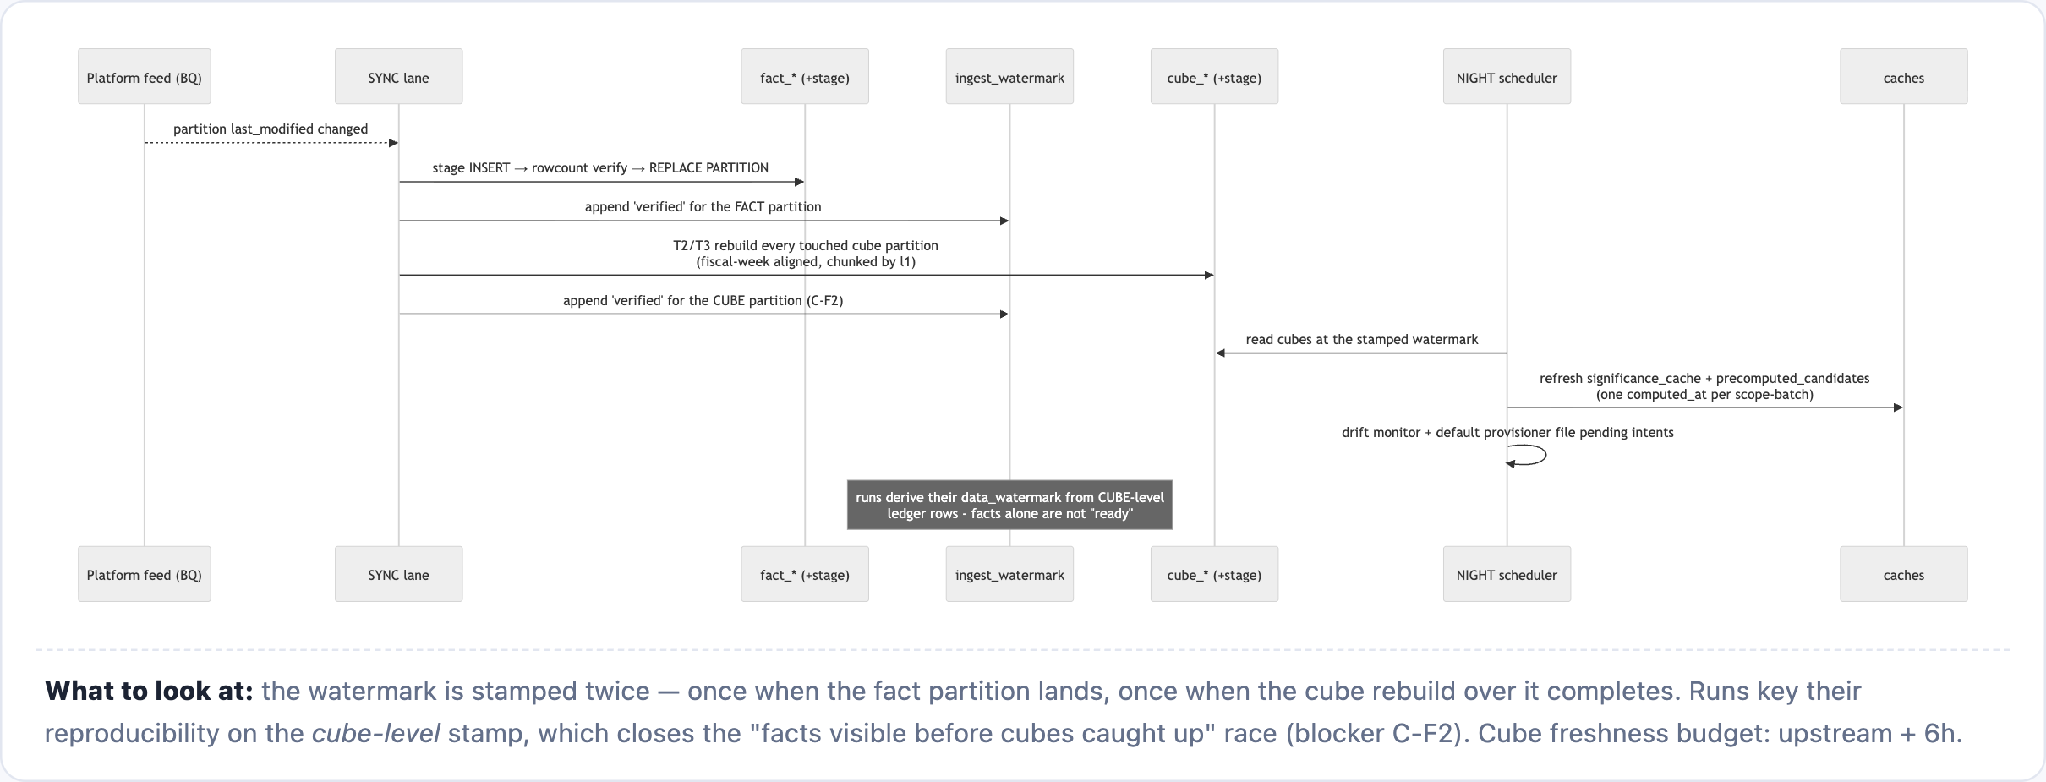 Platform feed (BQ)
SYNC lane
fact_* (+stage)
ingest_watermark
cube_* (+stage)
NIGHT scheduler
caches
partition last_modified changed
stage INSERT → rowcount verify → REPLACE PARTITION
append 'verified' for the FACT partition
T2/T3 rebuild every touched cube partition
(fiscal-week aligned, chunked by l1)
append 'verified' for the CUBE partition (C-F2)
read cubes at the stamped watermark
refresh significance_cache + precomputed_candidates
(one computed_at per scope-batch)
drift monitor + default provisioner file pending intents
runs derive their data_watermark from CUBE-level
ledger rows - facts alone are not "ready"
Platform feed (BQ)
SYNC lane
fact_* (+stage)
ingest_watermark
cube_* (+stage)
NIGHT scheduler
caches
What to look at: the watermark is stamped twice — once when the fact partition lands, once when the cube rebuild over it completes. Runs key their
reproducibility on the cube-level stamp, which closes the "facts visible before cubes caught up" race (blocker C-F2). Cube freshness budget: upstream + 6h.